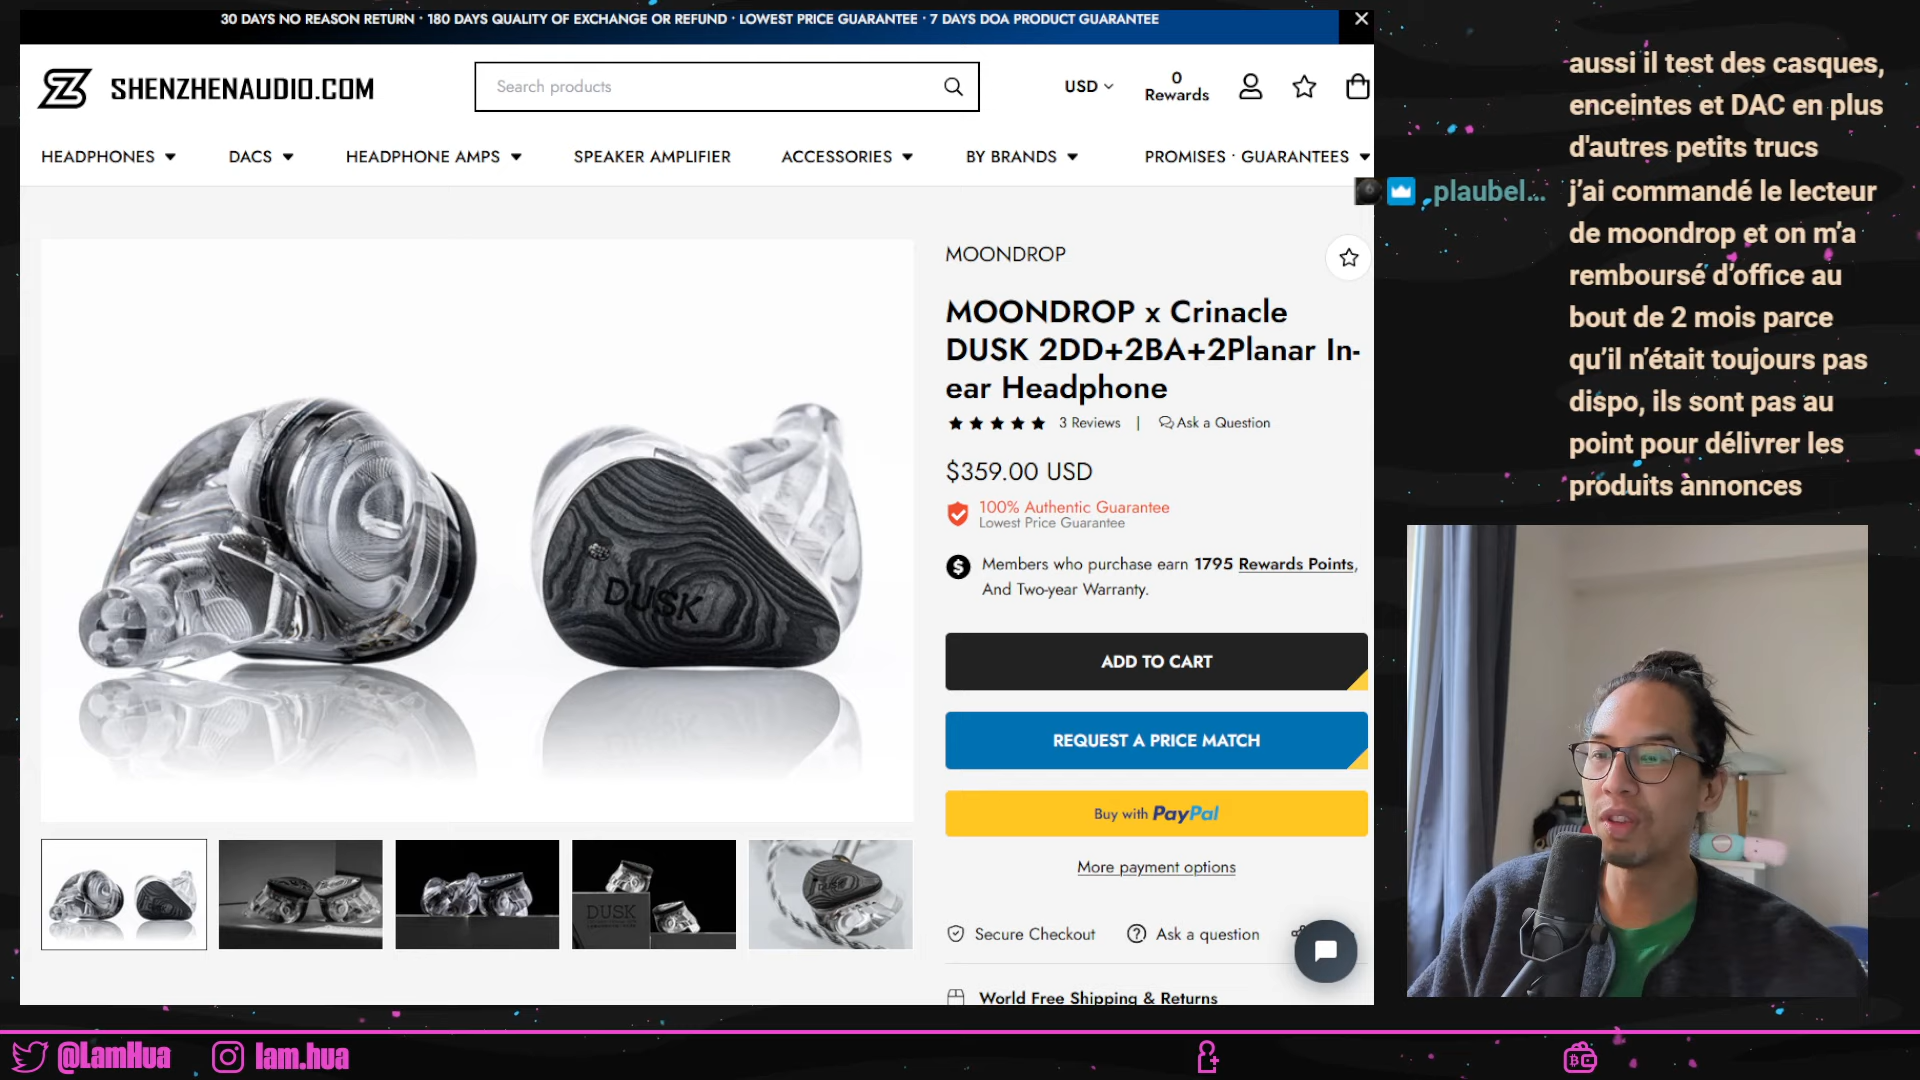 30 DAYS NO REASON RETURN · 180 DAYS QUALITY OF EXCHANGE OR REFUND · LOWEST PRICE GUARANTEE · 7 DAYS DOA PRODUCT GUARANTEE
SHENZHENAUDIO.COM
Search products
USD
0
Rewards
HEADPHONES
DACS
HEADPHONE AMPS
SPEAKER AMPLIFIER
ACCESSORIES
BY BRANDS
PROMISES · GUARANTEES
MOONDROP
MOONDROP x Crinacle
DUSK 2DD+2BA+2Planar In-
ear Headphone
3 Reviews | Ask a Question
$359.00 USD
100% Authentic Guarantee
Lowest Price Guarantee
Members who purchase earn 1795 Rewards Points,
And Two-year Warranty.
ADD TO CART
REQUEST A PRICE MATCH
Buy with PayPal
More payment options
Secure Checkout
Ask a question
World Free Shipping & Returns
DUSK
DUSK
aussi il test des casques,
enceintes et DAC en plus
d'autres petits trucs
plaubel...
j’ai commandé le lecteur
de moondrop et on m’a
remboursé d’office au
bout de 2 mois parce
qu’il n’était toujours pas
dispo, ils sont pas au
point pour délivrer les
produits annonces
@LamHua
lam.hua